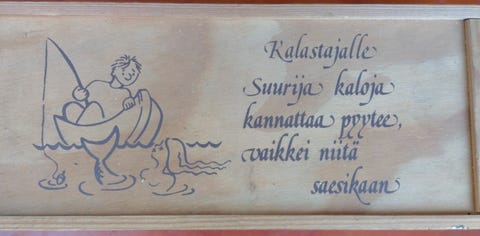 Kalastajalle
Suurija kaloja
kannattaa pyytee,
vaikkei niitä
saesikaan